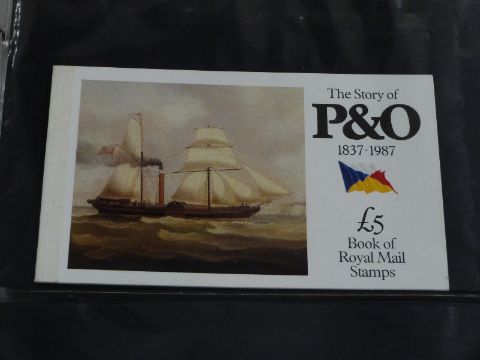 The Story of
P&O
1837·1987
£5
Book of
Royal Mail
Stamps